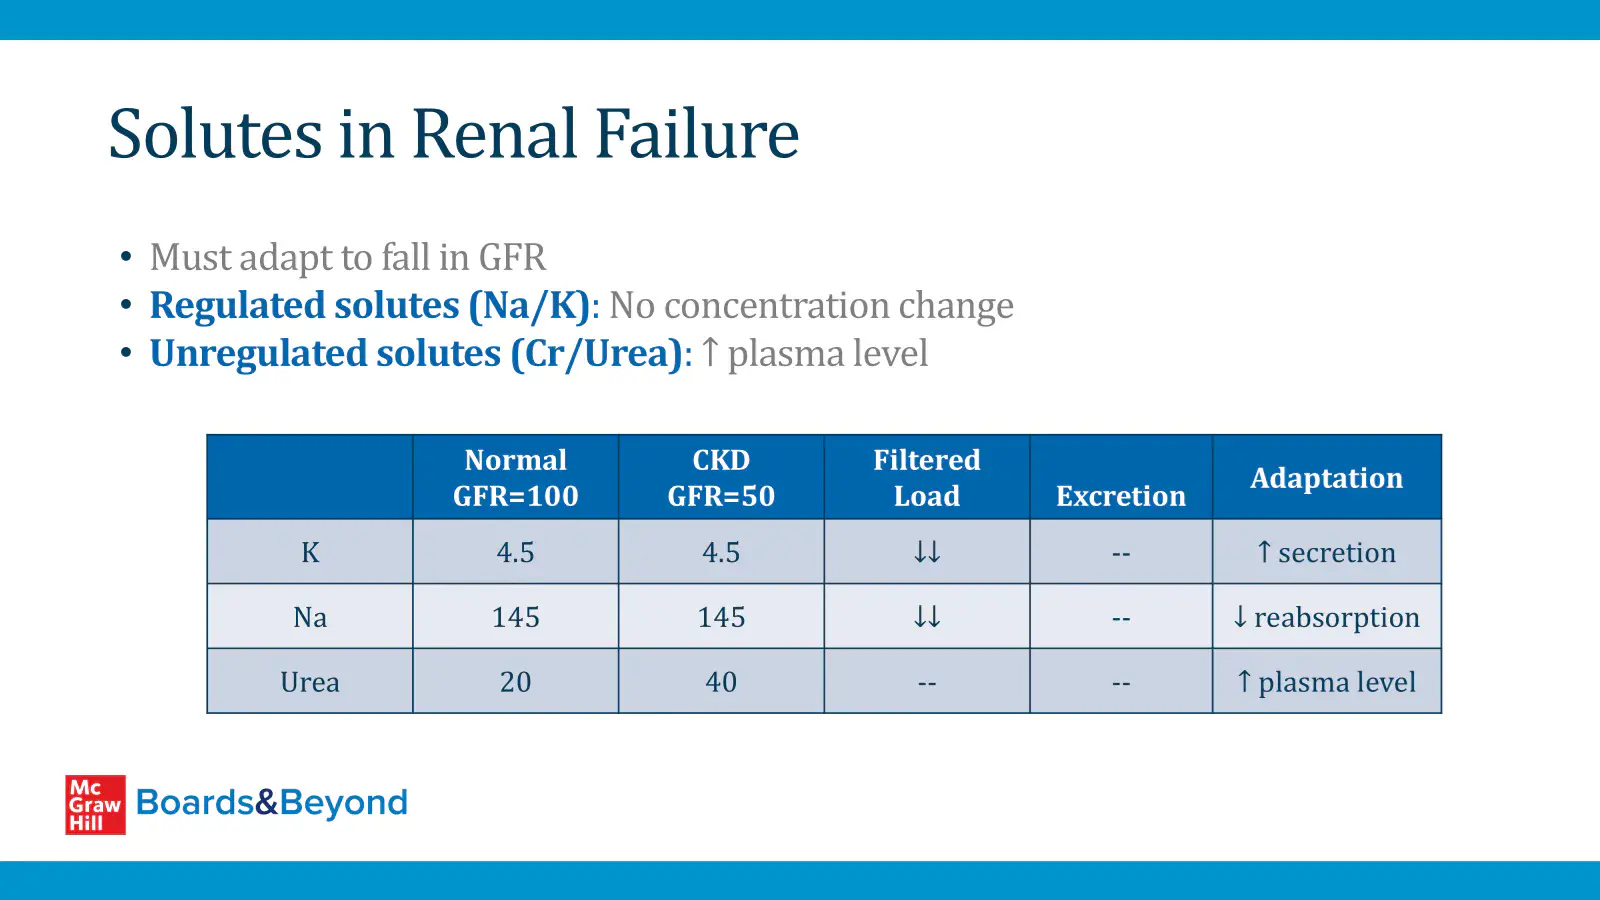 Solutes in Renal Failure
• Must adapt to fall in GFR
• Regulated solutes (Na/K): No concentration change
• Unregulated solutes (Cr/Urea): ↑ plasma level
Normal GFR=100 CKD GFR=50 Filtered Load Excretion Adaptation
K 4.5 4.5 ↓↓ -- ↑ secretion
Na 145 145 ↓↓ -- ↓ reabsorption
Urea 20 40 -- -- ↑ plasma level
Mc
Graw
Hill
Boards&Beyond